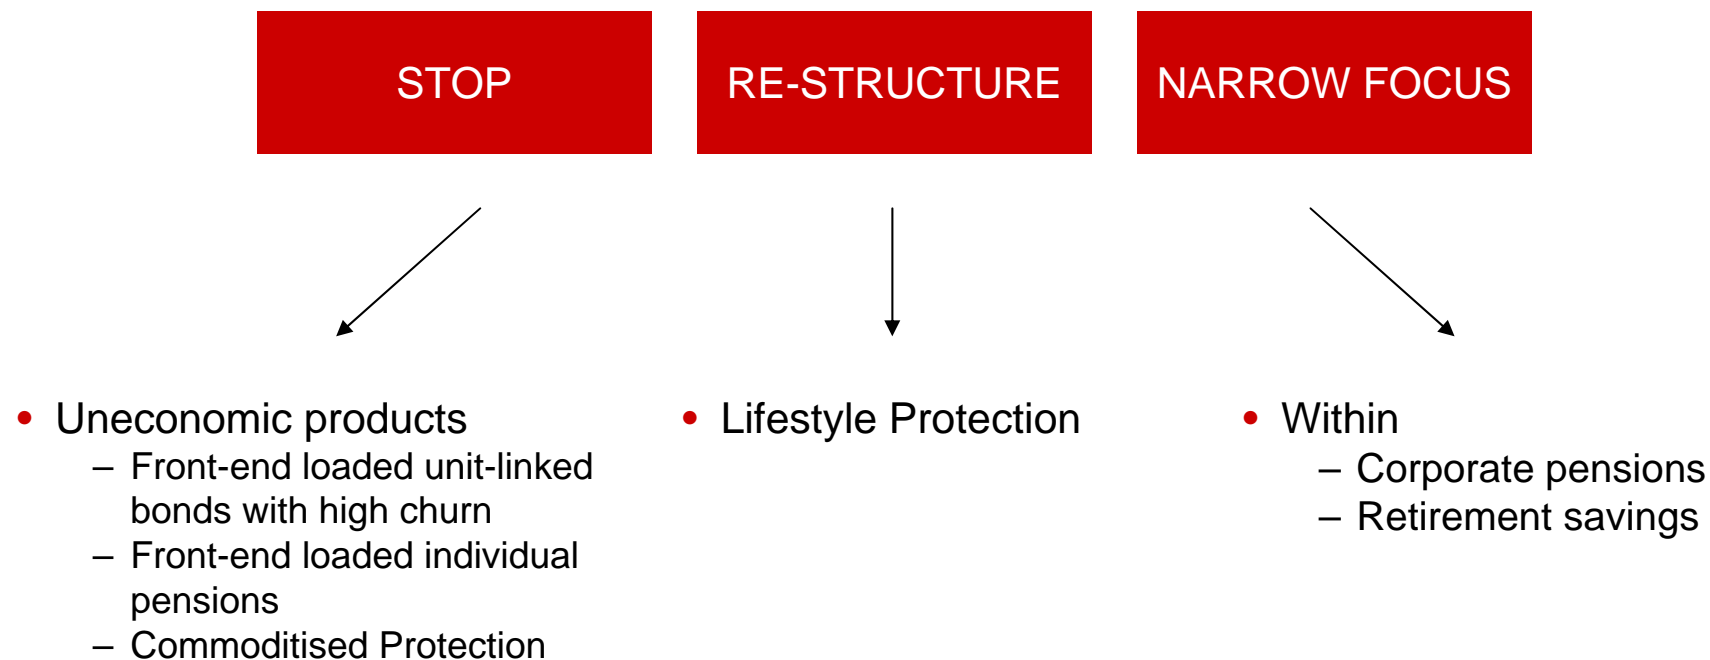 STOP
RE-STRUCTURE
NARROW FOCUS
• Uneconomic products
– Front-end loaded unit-linked
bonds with high churn
– Front-end loaded individual
pensions
– Commoditised Protection
• Lifestyle Protection
• Within
– Corporate pensions
– Retirement savings